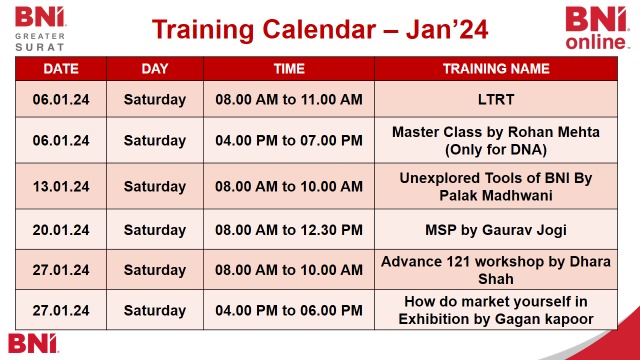 BNI
GREATER
SURAT
Training Calendar – Jan’24
BNI
online
DATE DAY TIME TRAINING NAME
06.01.24 Saturday 08.00 AM to 11.00 AM LTRT
06.01.24 Saturday 04.00 PM to 07.00 PM Master Class by Rohan Mehta
(Only for DNA)
13.01.24 Saturday 08.00 AM to 10.00 AM Unexplored Tools of BNI By
Palak Madhwani
20.01.24 Saturday 08.00 AM to 12.30 PM MSP by Gaurav Jogi
27.01.24 Saturday 08.00 AM to 10.00 AM Advance 121 workshop by Dhara
Shah
27.01.24 Saturday 04.00 PM to 06.00 PM How do market yourself in
Exhibition by Gagan kapoor
BNI
BNI